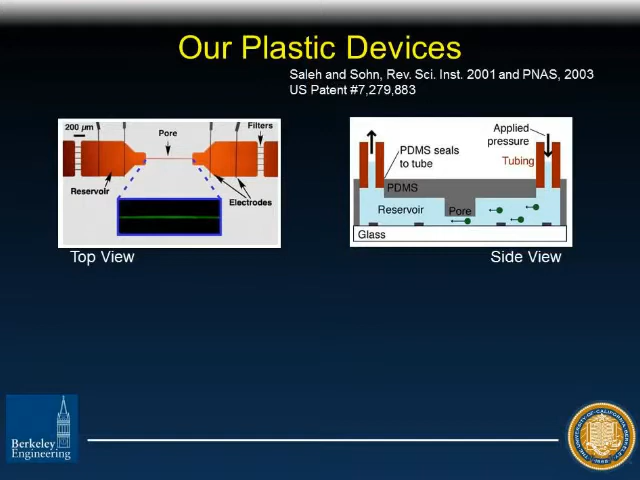 Our Plastic Devices
Saleh and Sohn, Rev. Sci. Inst. 2001 and PNAS, 2003
US Patent #7,279,883
200 µm
Pore
Filters
Reservoir
Electrodes
Top View
Applied
pressure
PDMS seals
to tube
Tubing
PDMS
Reservoir
Pore
Glass
Side View
Berkeley
Engineering